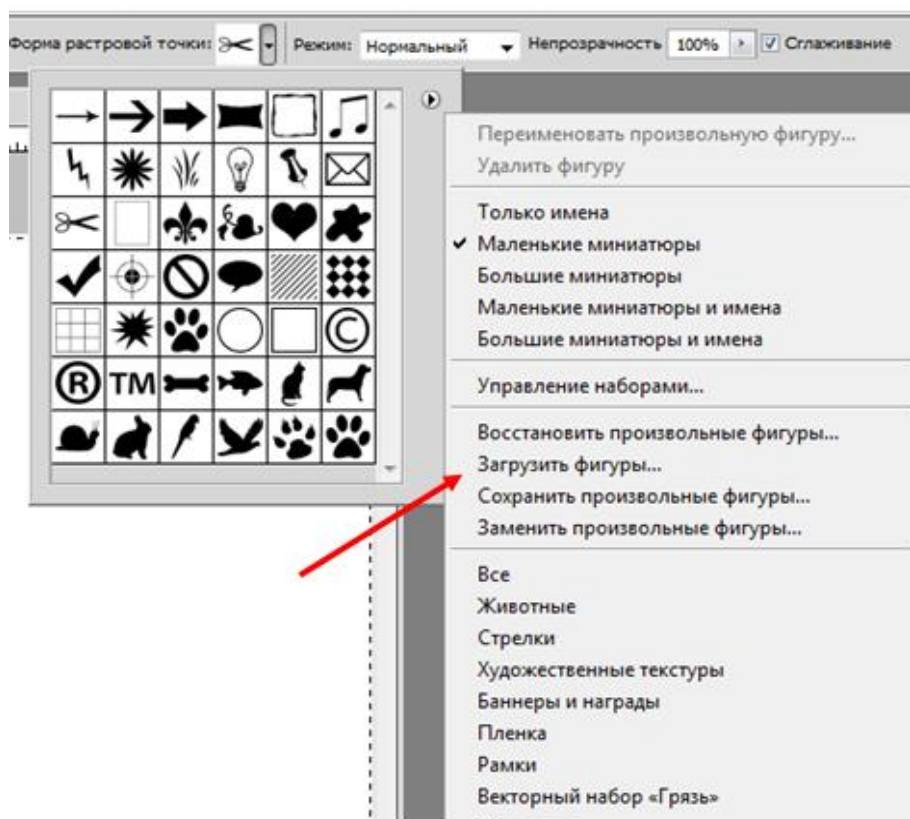 Форма растровой точки: Режим: Нормальный Непрозрачность 100% Сглаживание
Переименовать произвольную фигуру...
Удалить фигуру
Только имена
Маленькие миниатюры
Большие миниатюры
Маленькие миниатюры и имена
Большие миниатюры и имена
Управление наборами...
Восстановить произвольные фигуры...
Загрузить фигуры...
Сохранить произвольные фигуры...
Заменить произвольные фигуры...
Все
Животные
Стрелки
Художественные текстуры
Баннеры и награды
Пленка
Рамки
Векторный набор «Грязь»
©
® TM